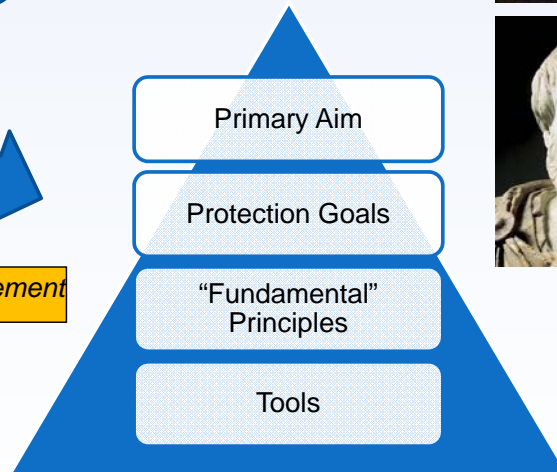 Primary Aim
Protection Goals
“Fundamental”
Principles
Tools